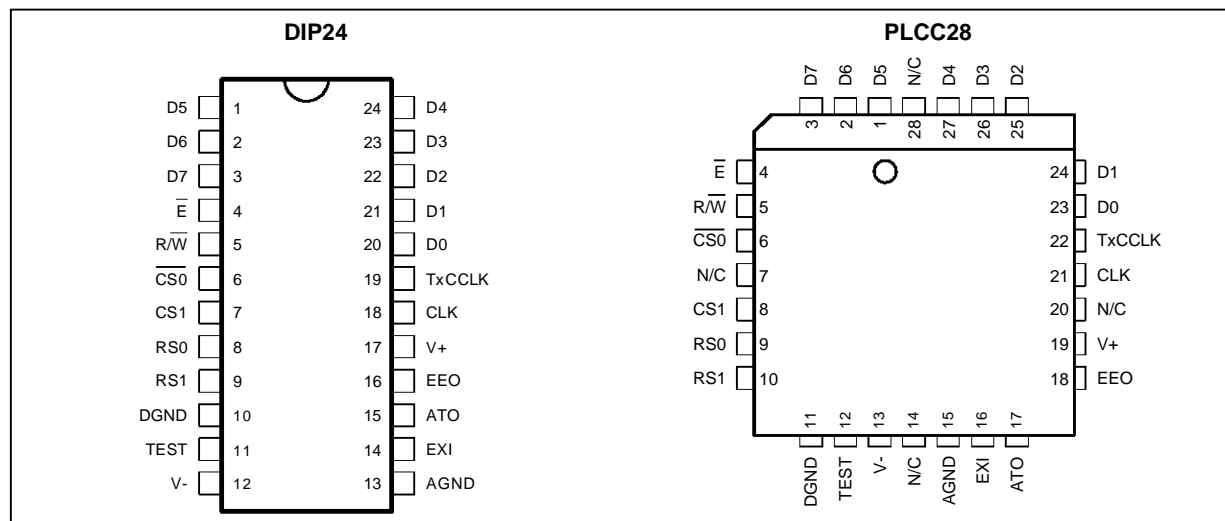 DIP24
D5 1 24 D4
D6 2 23 D3
D7 3 22 D2
E̅ 4 21 D1
R/W̅ 5 20 D0
C̅S̅0̅ 6 19 TxCCLK
CS1 7 18 CLK
RS0 8 17 V+
RS1 9 16 EEO
DGND 10 15 ATO
TEST 11 14 EXI
V- 12 13 AGND
PLCC28
D7 D6 D5 N/C D4 D3 D2
3 2 1 28 27 26 25
E̅ 4 24 D1
R/W̅ 5 23 D0
C̅S̅0̅ 6 22 TxCCLK
N/C 7 21 CLK
CS1 8 20 N/C
RS0 9 19 V+
RS1 10 18 EEO
11 12 13 14 15 16 17
DGND TEST V- N/C AGND EXI ATO